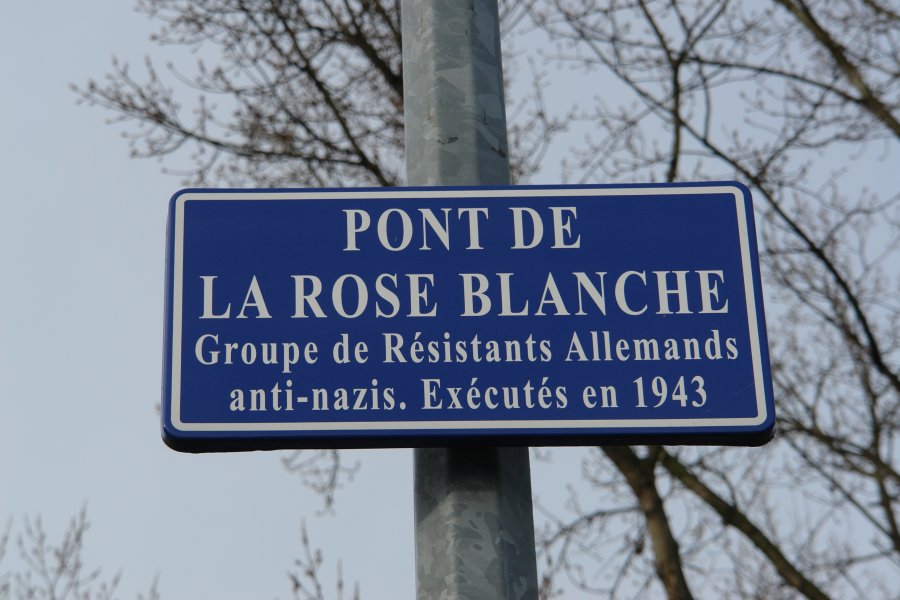 PONT DE
LA ROSE BLANCHE
Groupe de Résistants Allemands
anti-nazis. Exécutés en 1943